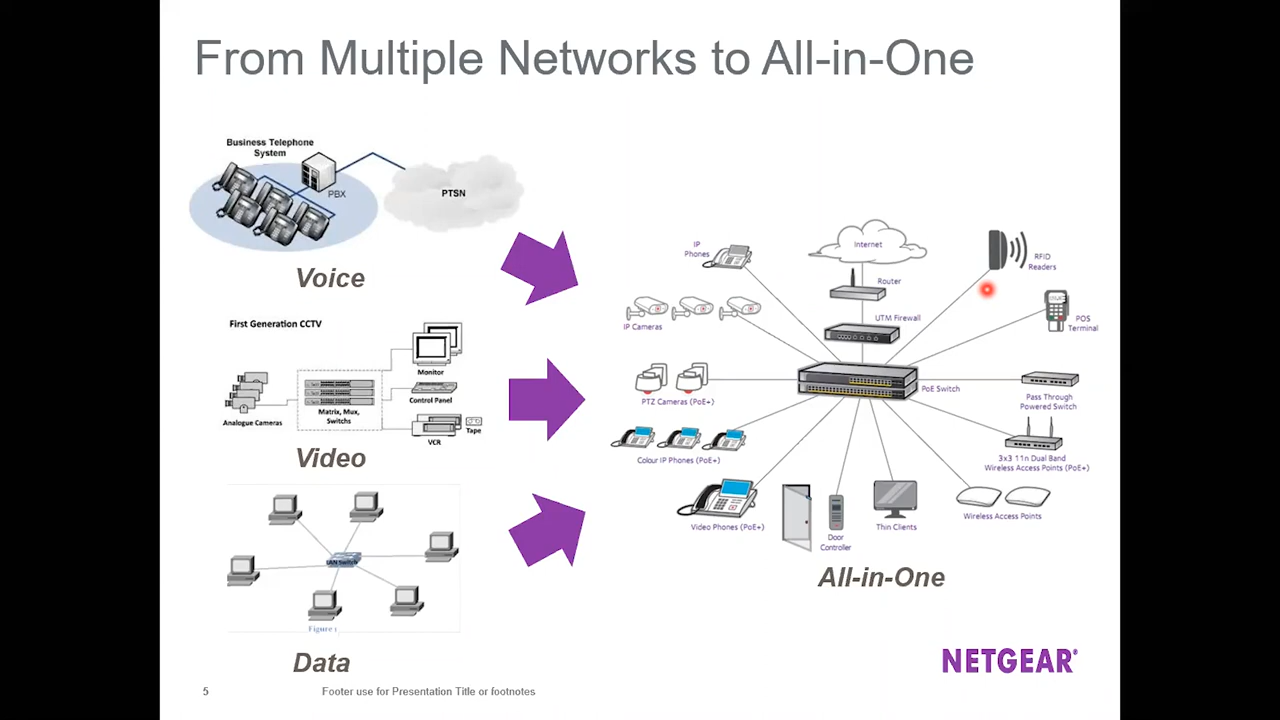 From Multiple Networks to All-in-One
Business Telephone
System
PBX
PTSN
Voice
First Generation CCTV
Monitor
Control Panel
Analogue Cameras
Matrix, Mux,
Switchs
VCR
Tape
Video
LAN Switch
Figure 1
Data
Internet
IP
Phones
RFID
Readers
Router
IP Cameras
UTM Firewall
POS
Terminal
PoE Switch
PTZ Cameras (PoE+)
Pass Through
Powered Switch
Colour IP Phones (PoE+)
3x3 11n Dual Band
Wireless Access Points (PoE+)
Video Phones (PoE+)
Door
Controller
Thin Clients
Wireless Access Points
All-in-One
NETGEAR®
5
Footer use for Presentation Title or footnotes